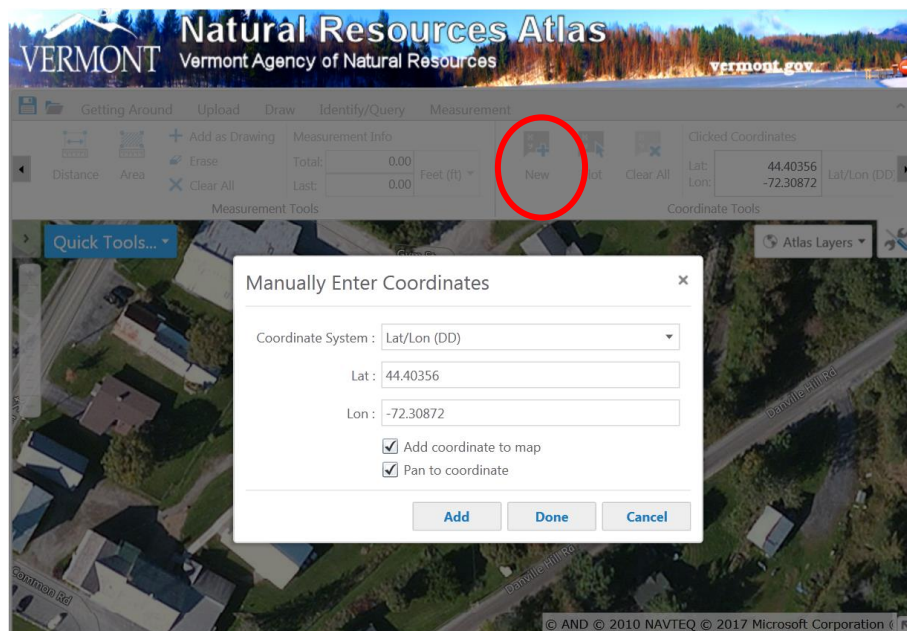 Natural Resources Atlas
VERMONT
Vermont Agency of Natural Resources
vermont.gov
Getting Around Upload Draw Identify/Query Measurement
Distance
Area
Add as Drawing
Erase
Clear All
Measurement Info
Total: 0.00
Last: 0.00
Feet (ft)
Measurement Tools
New
Plot
Clear All
Clicked Coordinates
Lat: 44.40356
Lon: -72.30872
Lat/Lon (DD)
Coordinate Tools
Quick Tools...
Atlas Layers
Manually Enter Coordinates
Coordinate System : Lat/Lon (DD)
Lat : 44.40356
Lon : -72.30872
Add coordinate to map
Pan to coordinate
Add Done Cancel
Danville Hill Rd
Danville Hill Rd
Common Rd
© AND © 2010 NAVTEQ © 2017 Microsoft Corporation